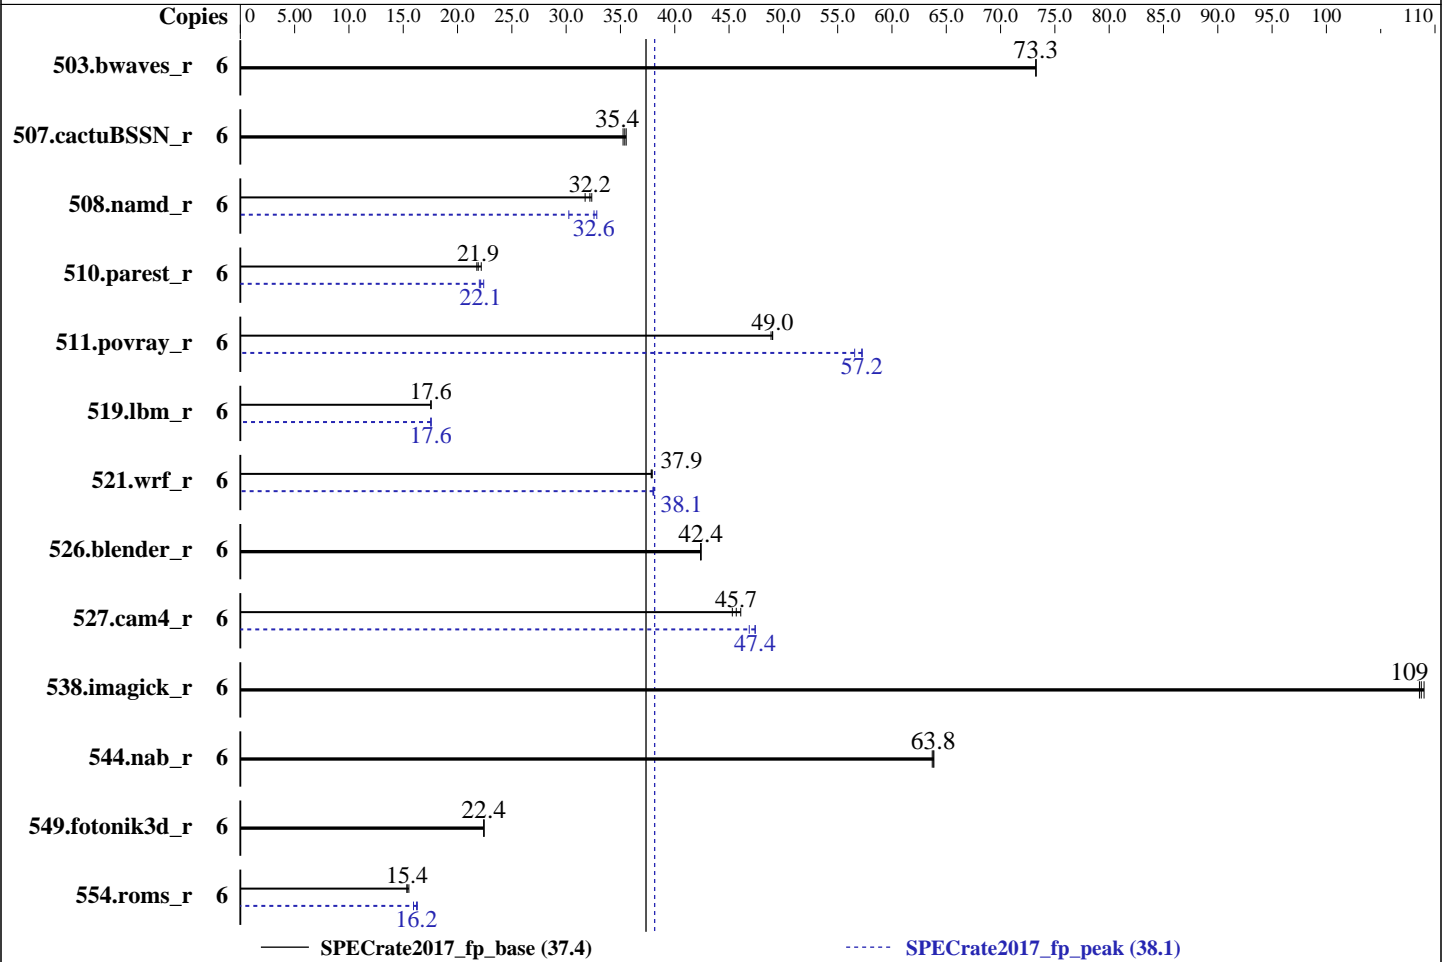 Copies 0 5.00 10.0 15.0 20.0 25.0 30.0 35.0 40.0 45.0 50.0 55.0 60.0 65.0 70.0 75.0 80.0 85.0 90.0 95.0 100 110
503.bwaves_r 6 73.3
507.cactuBSSN_r 6 35.4
508.namd_r 6 32.2
32.6
510.parest_r 6 21.9
22.1
511.povray_r 6 49.0
57.2
519.lbm_r 6 17.6
17.6
521.wrf_r 6 37.9
38.1
526.blender_r 6 42.4
527.cam4_r 6 45.7
47.4
538.imagick_r 6 109
544.nab_r 6 63.8
549.fotonik3d_r 6 22.4
554.roms_r 6 15.4
16.2
SPECrate2017_fp_base (37.4) SPECrate2017_fp_peak (38.1)